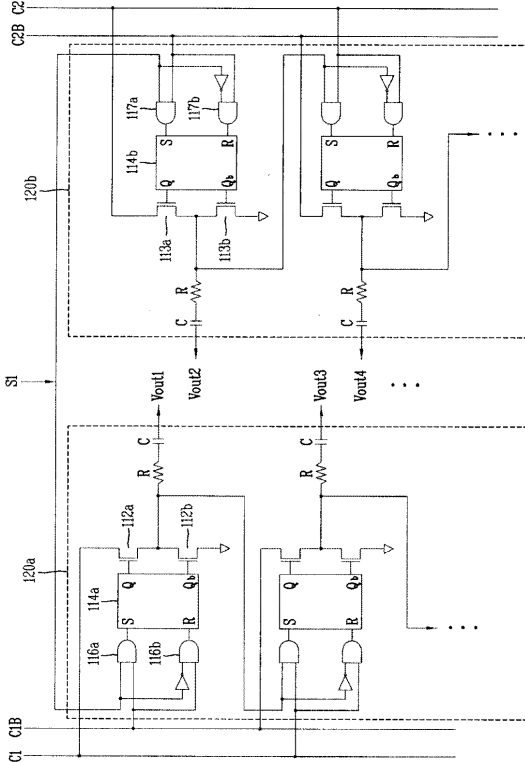 C2
C2B
120b
117a
117b
S
R
114b
Q
Qb
113a
113b
R
C
Vout2
S
R
Q
Qb
R
C
Vout4
S1
Vout1
Vout3
C
R
112a
112b
120a
114a
Q
Qb
S
R
116a
116b
C
R
Q
Qb
S
R
C1B
C1